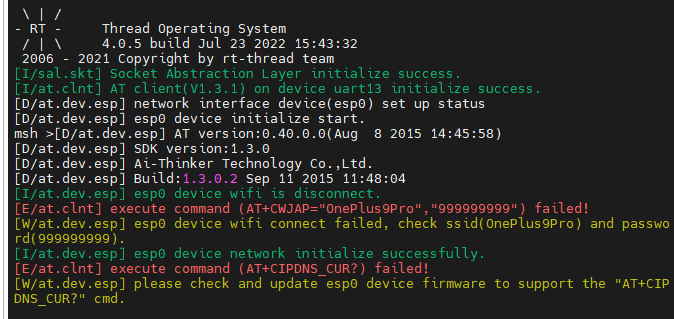 \ | /
- RT -     Thread Operating System
 / | \     4.0.5 build Jul 23 2022 15:43:32
 2006 - 2021 Copyright by rt-thread team
[I/sal.skt] Socket Abstraction Layer initialize success.
[I/at.clnt] AT client(V1.3.1) on device uart13 initialize success.
[D/at.dev.esp] network interface device(esp0) set up status
[D/at.dev.esp] esp0 device initialize start.
msh >[D/at.dev.esp] AT version:0.40.0.0(Aug  8 2015 14:45:58)
[D/at.dev.esp] SDK version:1.3.0
[D/at.dev.esp] Ai-Thinker Technology Co.,Ltd.
[D/at.dev.esp] Build:1.3.0.2 Sep 11 2015 11:48:04
[I/at.dev.esp] esp0 device wifi is disconnect.
[E/at.clnt] execute command (AT+CWJAP="OnePlus9Pro","999999999") failed!
[W/at.dev.esp] esp0 device wifi connect failed, check ssid(OnePlus9Pro) and passwo
rd(999999999).
[I/at.dev.esp] esp0 device network initialize successfully.
[E/at.clnt] execute command (AT+CIPDNS_CUR?) failed!
[W/at.dev.esp] please check and update esp0 device firmware to support the "AT+CIP
DNS_CUR?" cmd.